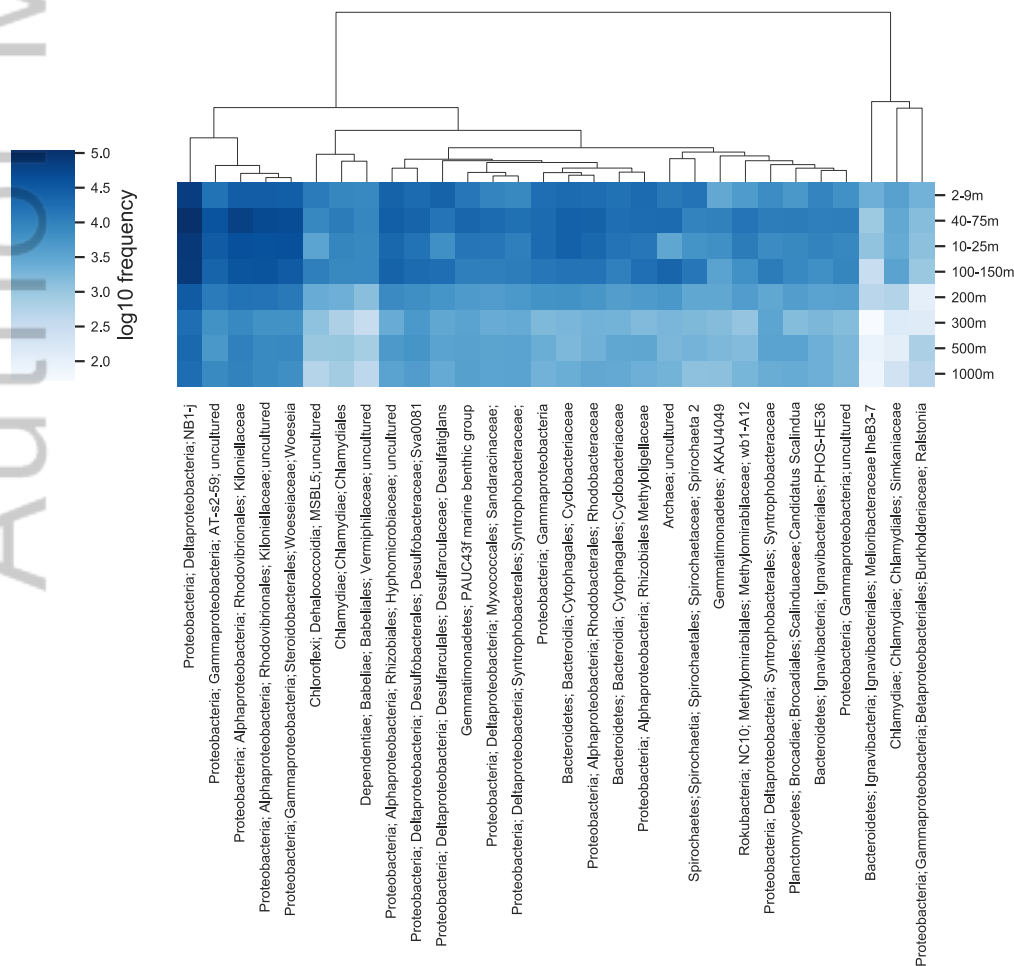 Author M
5.0
4.5
4.0
3.5
3.0
2.5
2.0
log10 frequency
2-9m
40-75m
10-25m
100-150m
200m
300m
500m
1000m
Proteobacteria; Deltaproteobacteria; NB1-j
Proteobacteria; Gammaproteobacteria; AT-s2-59; uncultured
Proteobacteria; Alphaproteobacteria; Rhodovibrionales; Kiloniellaceae
Proteobacteria; Alphaproteobacteria; Rhodovibrionales; Kiloniellaceae; uncultured
Proteobacteria; Gammaproteobacteria; Steroidobacterales; Woeseiaceae; Woeseia
Chloroflexi; Dehalococcoidia; MSBL5; uncultured
Chlamydiae; Chlamydiae; Chlamydiales
Dependentiae; Babeliae; Babeliales; Vermiphilaceae; uncultured
Proteobacteria; Alphaproteobacteria; Rhizobiales; Hyphomicrobiaceae; uncultured
Proteobacteria; Deltaproteobacteria; Desulfobacterales; Desulfobacteraceae; Sva0081
Proteobacteria; Deltaproteobacteria; Desulfarculales; Desulfarculaceae; Desulfatiglans
Gemmatimonadetes; PAUC43f marine benthic group
Proteobacteria; Deltaproteobacteria; Myxococcales; Sandaracinaceae;
Proteobacteria; Deltaproteobacteria; Syntrophobacterales; Syntrophobacteraceae;
Proteobacteria; Gammaproteobacteria
Bacteroidetes; Bacteroidia; Cytophagales; Cyclobacteriaceae
Proteobacteria; Alphaproteobacteria; Rhodobacterales; Rhodobacteraceae
Bacteroidetes; Bacteroidia; Cytophagales; Cyclobacteriaceae
Proteobacteria; Alphaproteobacteria; Rhizobiales Methyloligellaceae
Archaea; uncultured
Spirochaetes; Spirochaetia; Spirochaetales; Spirochaetaceae; Spirochaeta 2
Gemmatimonadetes; AKAU4049
Rokubacteria; NC10; Methylomirabilales; Methylomirabilaceae; wb1-A12
Proteobacteria; Deltaproteobacteria; Syntrophobacterales; Syntrophobacteraceae
Planctomycetes; Brocadiae; Brocadiales; Scalinduaceae; Candidatus Scalindua
Bacteroidetes; Ignavibacteria; Ignavibacteriales; PHOS-HE36
Proteobacteria; Gammaproteobacteria; uncultured
Bacteroidetes; Ignavibacteria; Ignavibacteriales; Melioribacteraceae IheB3-7
Chlamydiae; Chlamydiae; Chlamydiales; Simkaniaceae
Proteobacteria; Gammaproteobacteria; Betaproteobacteriales; Burkholderiaceae; Ralstonia